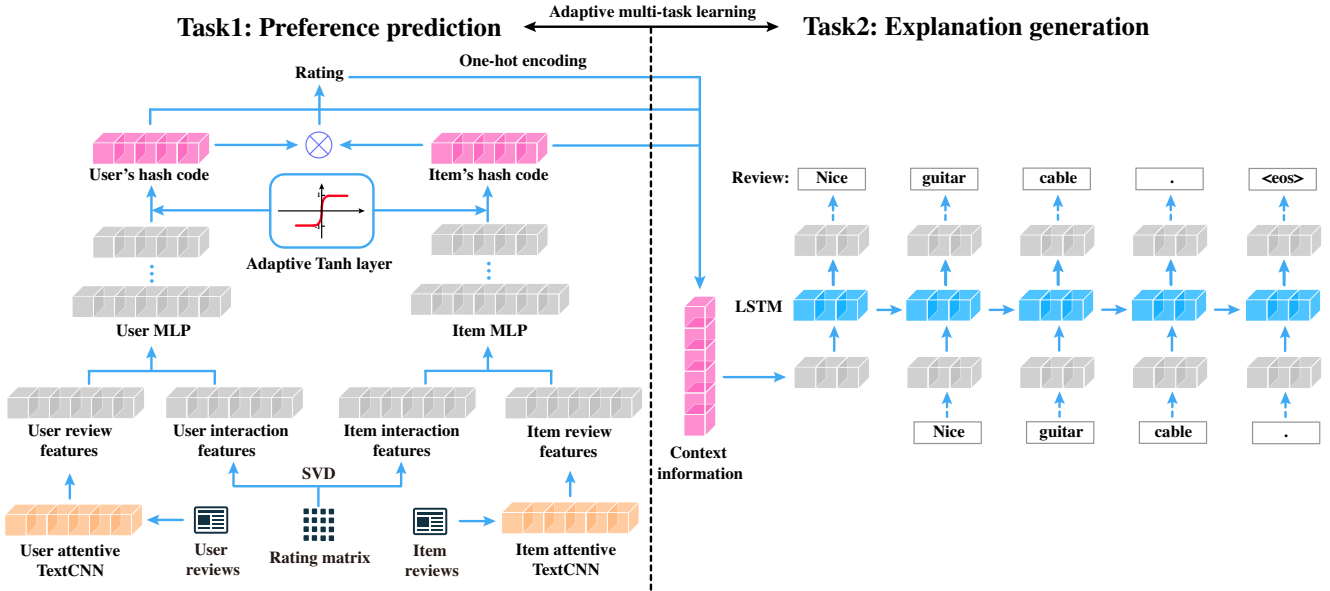 Adaptive multi-task learning
Task1: Preference prediction
Task2: Explanation generation
One-hot encoding
Rating
User's hash code
Item's hash code
1
-1
Adaptive Tanh layer
User MLP
Item MLP
User review
features
User interaction
features
Item interaction
features
Item review
features
SVD
User attentive
TextCNN
User
reviews
Rating matrix
Item
reviews
Item attentive
TextCNN
Context
information
Review:
Nice
guitar
cable
.
<eos>
LSTM
Nice
guitar
cable
.